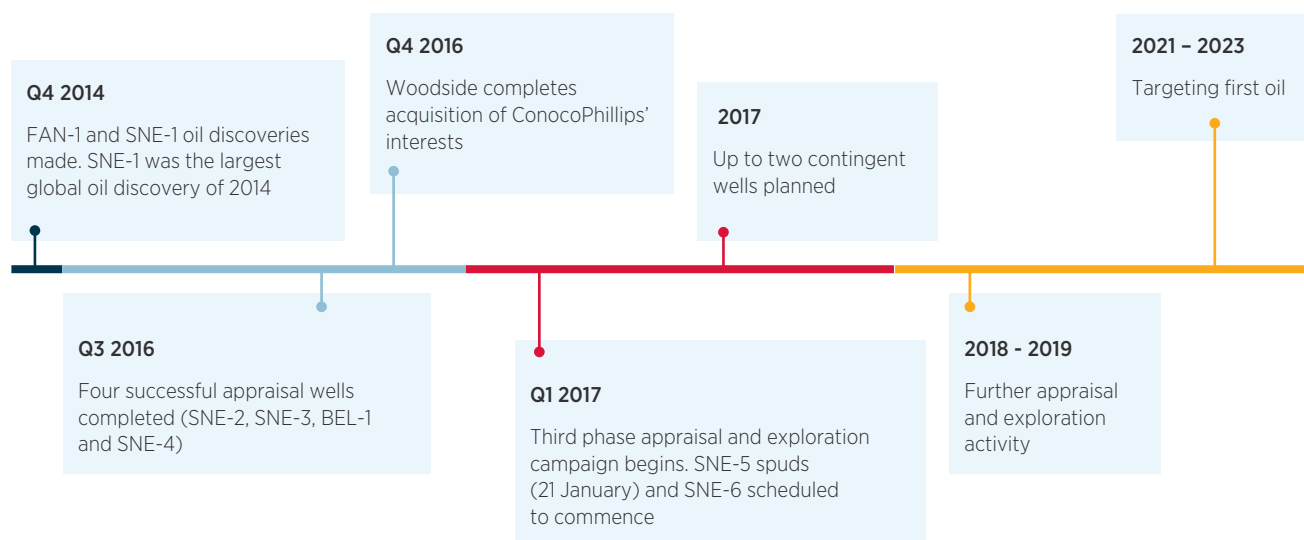 Q4 2014
FAN-1 and SNE-1 oil discoveries
made. SNE-1 was the largest
global oil discovery of 2014
Q3 2016
Four successful appraisal wells
completed (SNE-2, SNE-3, BEL-1
and SNE-4)
Q4 2016
Woodside completes
acquisition of ConocoPhillips’
interests
Q1 2017
Third phase appraisal and exploration
campaign begins. SNE-5 spuds
(21 January) and SNE-6 scheduled
to commence
2017
Up to two contingent
wells planned
2018 - 2019
Further appraisal
and exploration
activity
2021 – 2023
Targeting first oil